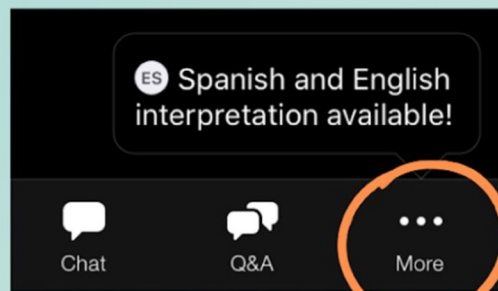 ES Spanish and English
interpretation available!
Chat
Q&A
More